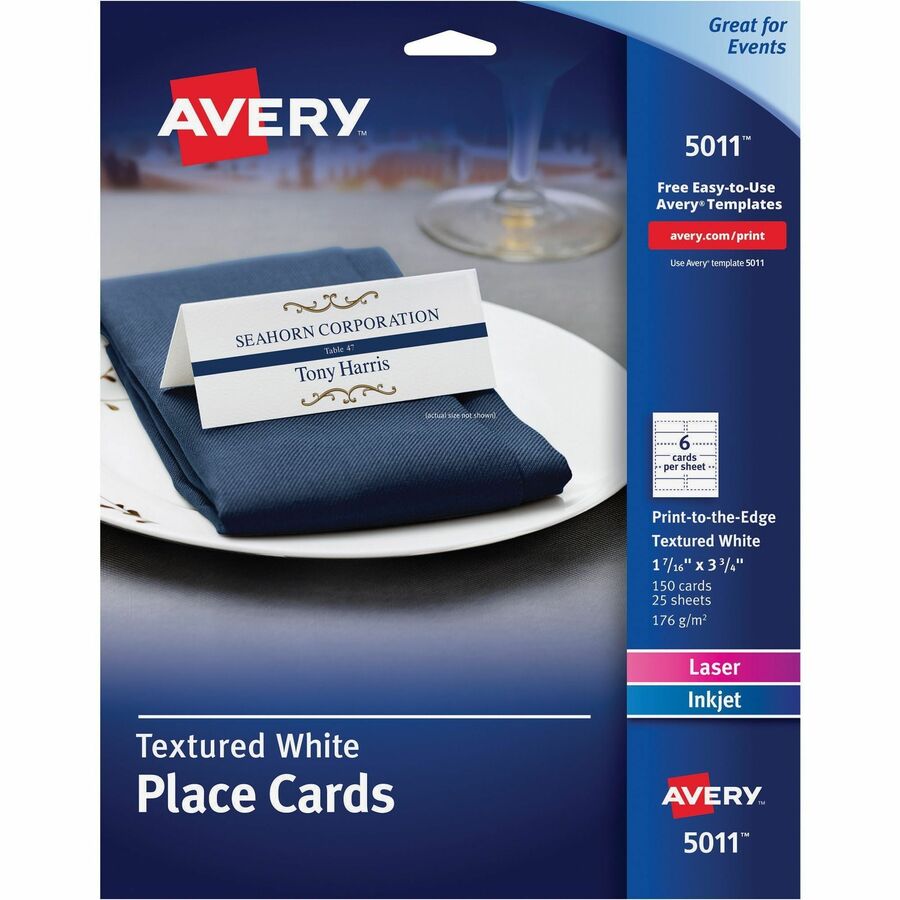 Great for
Events
AVERY™
5011™
Free Easy-to-Use
Avery® Templates
avery.com/print
Use Avery® template 5011
SEAHORN CORPORATION
Table 47
Tony Harris
(actual size not shown)
6
cards
per sheet
Print-to-the-Edge
Textured White
1 7/16" x 3 3/4"
150 cards
25 sheets
176 g/m²
Laser
Inkjet
Textured White
Place Cards
AVERY™
5011™